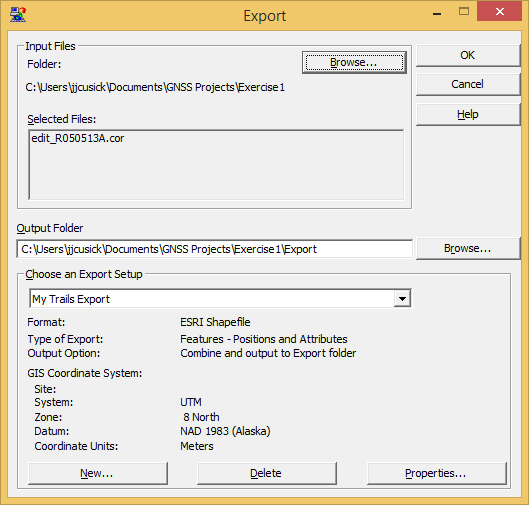 Export
Input Files
Folder:
Browse...
C:\Users\jjcusick\Documents\GNSS Projects\Exercise1
Selected Files:
edit_R050513A.cor
OK
Cancel
Help
Output Folder
C:\Users\jjcusick\Documents\GNSS Projects\Exercise1\Export
Browse...
Choose an Export Setup
My Trails Export
Format: ESRI Shapefile
Type of Export: Features - Positions and Attributes
Output Option: Combine and output to Export folder
GIS Coordinate System:
Site:
System: UTM
Zone: 8 North
Datum: NAD 1983 (Alaska)
Coordinate Units: Meters
New... Delete Properties...